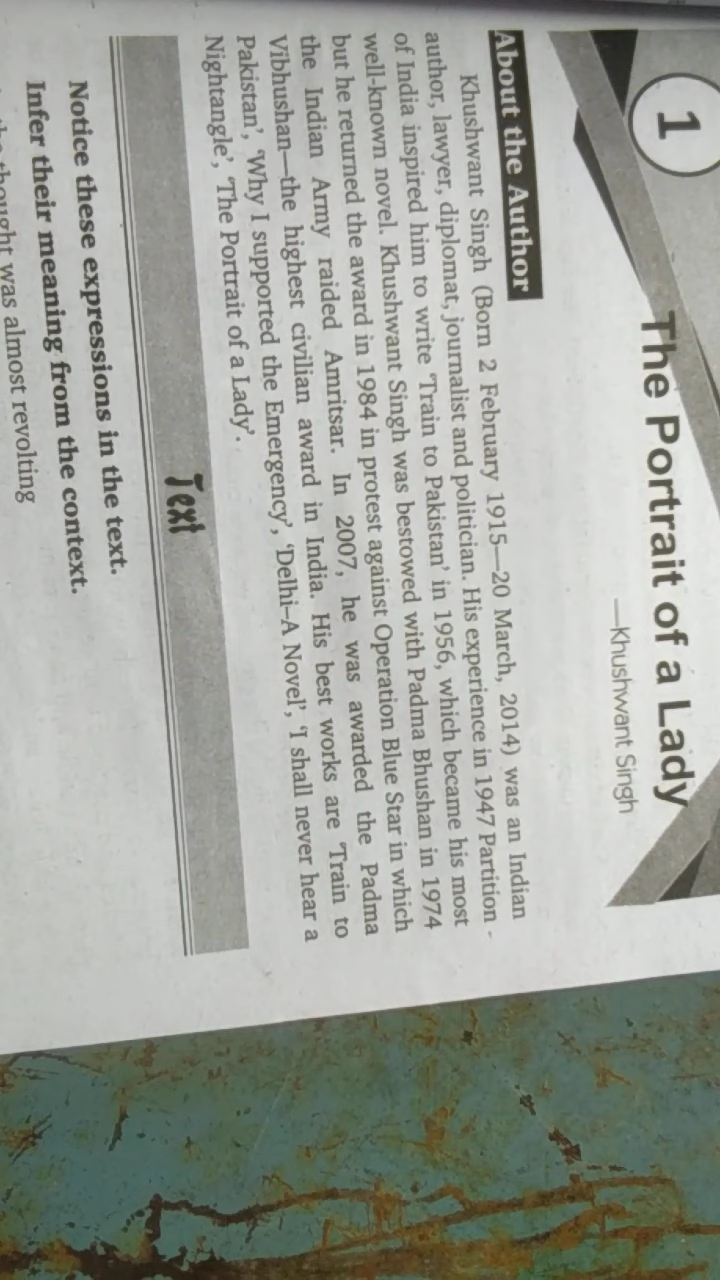 1
The Portrait of a Lady
—Khushwant Singh
About the Author
Khushwant Singh (Born 2 February 1915—20 March, 2014) was an Indian
author, lawyer, diplomat, journalist and politician. His experience in 1947 Partition -
of India inspired him to write 'Train to Pakistan' in 1956, which became his most
well-known novel. Khushwant Singh was bestowed with Padma Bhushan in 1974
but he returned the award in 1984 in protest against Operation Blue Star in which
the Indian Army raided Amritsar. In 2007, he was awarded the Padma
Vibhushan—the highest civilian award in India. His best works are 'Train to
Pakistan', 'Why I supported the Emergency', 'Delhi–A Novel', 'I shall never hear a
Nightangle', 'The Portrait of a Lady'.
Text
Notice these expressions in the text.
Infer their meaning from the context.
thought was almost revolting